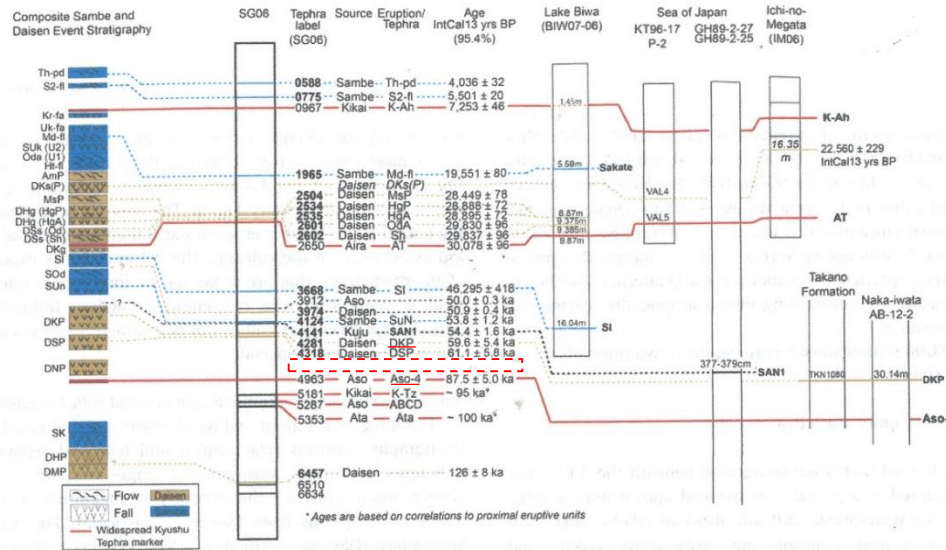 Composite Sambe and
Daisen Event Stratigraphy
SG06
Tephra
label
(SG06)
Source
Eruption/
Tephra
Age
IntCal13 yrs BP
(95.4%)
Lake Biwa
(BIW07-06)
Sea of Japan
KT96-17
P-2
GH89-2-27
GH89-2-25
Ichi-no-
Megata
(IM06)
Th-pd
S2-fl
Kr-fa
Uk-fa
Md-fl
SUk (U2)
Oda (U1)
Ht-fl
AmP
DKs(P)
MsP
DHg (HgP)
DHg (HgA)
DSs (Od)
DSs (Sh)
DKg
SI
SOd
SUn
DKP
DSP
DNP
SK
DHP
DMP
0588 Sambe Th-pd 4,036 ± 32
0775 Sambe S2-fl 5,501 ± 20
0967 Kikai K-Ah 7,253 ± 46
1965 Sambe Md-fl 19,551 ± 80
Daisen DKs(P)
2504 Daisen MsP 28,449 ± 78
2534 Daisen HgP 28,888 ± 72
2535 Daisen HgA 28,895 ± 72
2601 Daisen OdA 29,830 ± 96
2602 Daisen Sh 29,837 ± 96
2650 Aira AT 30,078 ± 96
3668 Sambe SI 46,295 ± 418
3912 Aso 50.0 ± 0.3 ka
3974 Daisen 50.9 ± 0.4 ka
4124 Sambe SuN 53.8 ± 1.2 ka
4141 Kuju SAN1 54.4 ± 1.6 ka
4281 Daisen DKP 59.6 ± 5.4 ka
4318 Daisen DSP 61.1 ± 5.8 ka
4963 Aso Aso-4 87.5 ± 5.0 ka
5181 Kikai K-Tz ~ 95 ka*
5287 Aso ABCD
5353 Ata Ata ~ 100 ka*
6457 Daisen 126 ± 8 ka
6510
6634
1.45m
5.59m
Sakate
8.87m
9.375m
9.385m
9.87m
16.04m
SI
VAL4
VAL5
377-379cm
SAN1
16.35
m
K-Ah
22,560 ± 229
IntCal13 yrs BP
AT
Takano
Formation
Naka-iwata
AB-12-2
TKN1080
30.14m
DKP
Aso-
Flow
Daisen
Fall
Sambe
Widespread Kyushu
Tephra marker
* Ages are based on correlations to proximal eruptive units